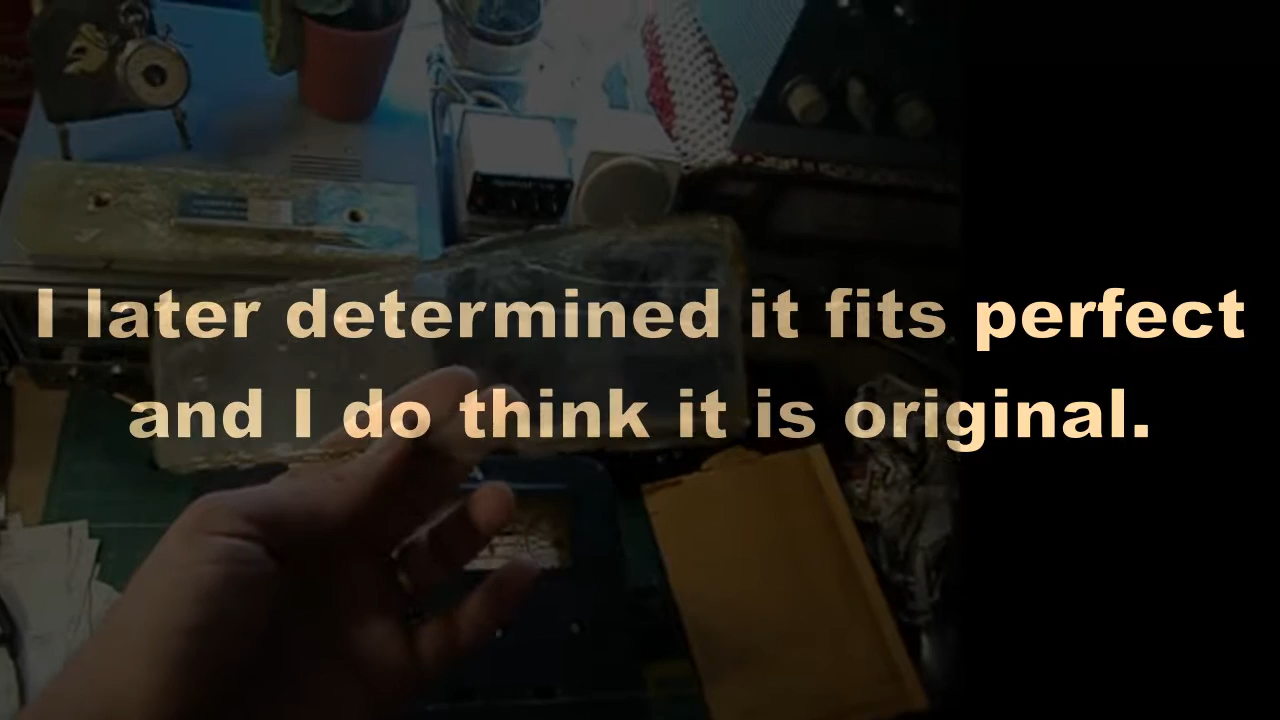 I later determined it fits perfect
and I do think it is original.